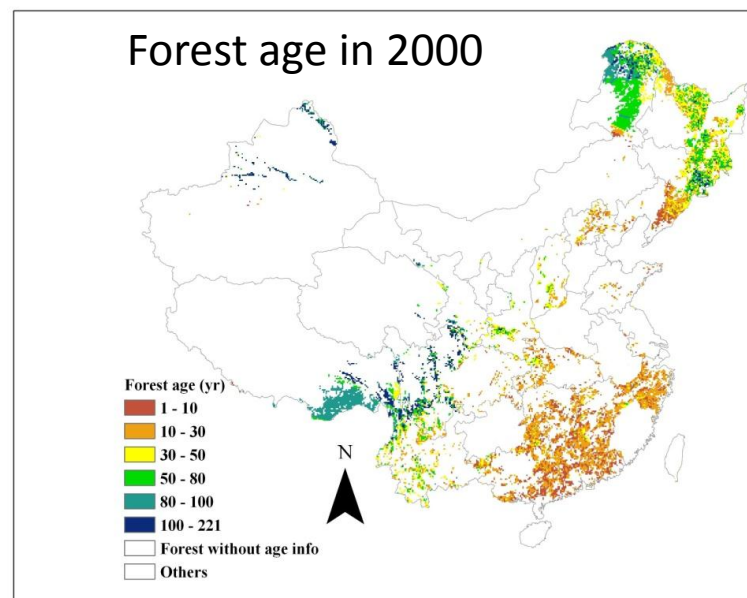 Forest age in 2000
Forest age (yr)
1 - 10
10 - 30
30 - 50
50 - 80
80 - 100
100 - 221
Forest without age info
Others
N